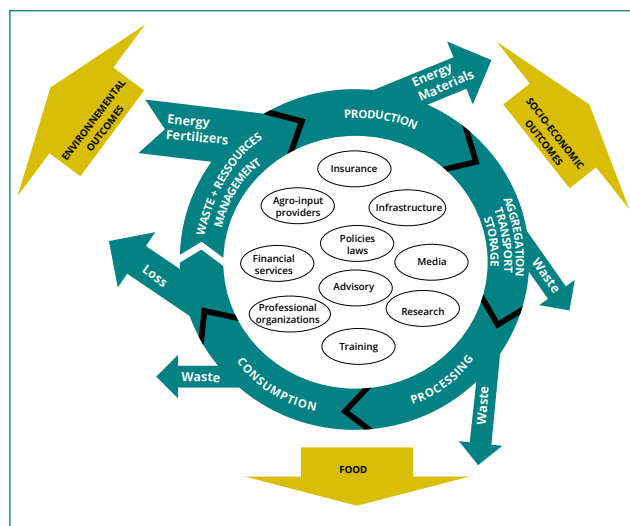 ENVIRONNEMENTAL
OUTCOMES
Energy
Fertilizers
PRODUCTION
Energy
Materials
SOCIO-ECONOMIC
OUTCOMES
WASTE + RESSOURCES
MANAGEMENT
AGGREGATION
TRANSPORT
STORAGE
Insurance
Agro-input
providers
Infrastructure
Policies
laws
Financial
services
Media
Advisory
Professional
organizations
Research
Training
Loss
Waste
Waste
CONSUMPTION
PROCESSING
Waste
FOOD